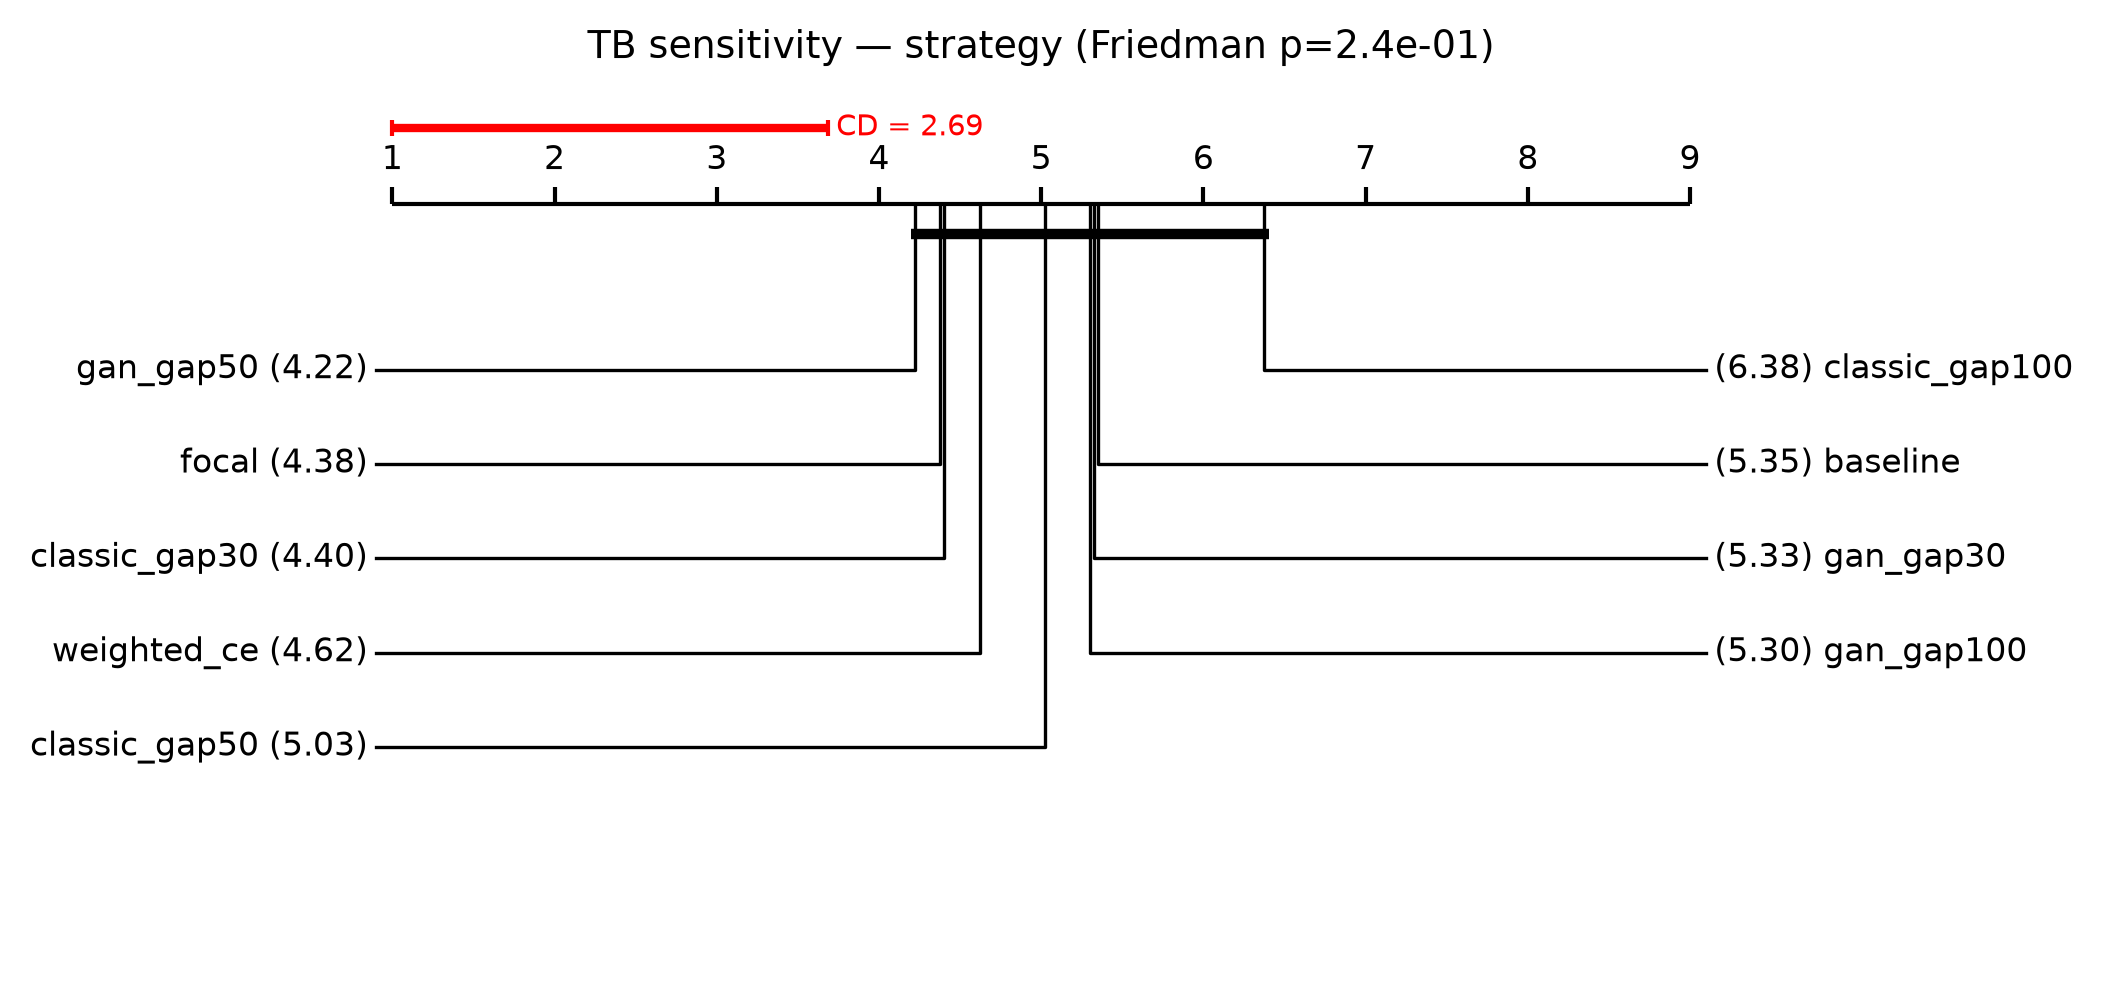 TB sensitivity — strategy (Friedman p=2.4e-01)
CD = 2.69
1 2 3 4 5 6 7 8 9
gan_gap50 (4.22)
(6.38) classic_gap100
focal (4.38)
(5.35) baseline
classic_gap30 (4.40)
(5.33) gan_gap30
weighted_ce (4.62)
(5.30) gan_gap100
classic_gap50 (5.03)